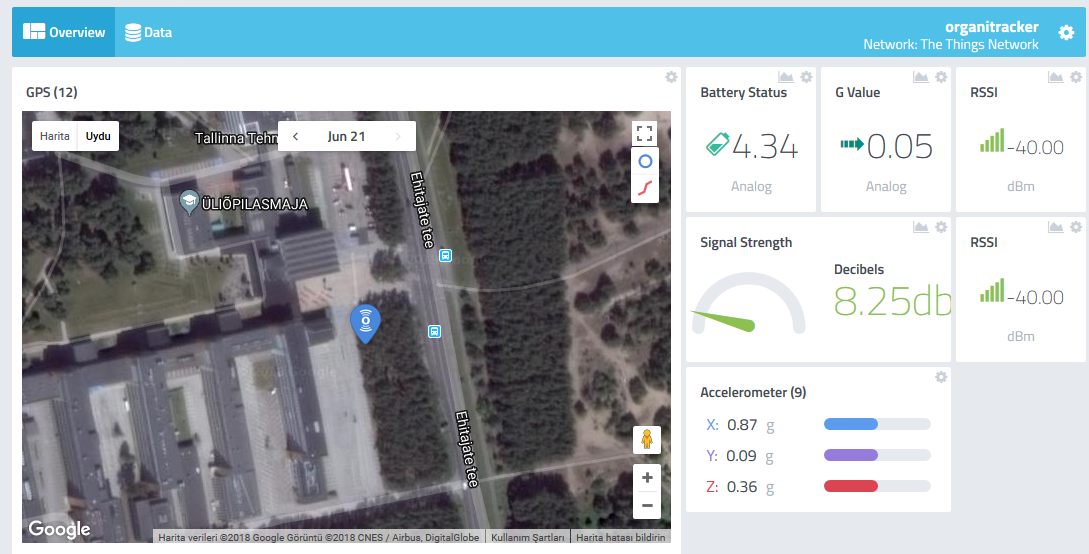 Overview
Data
organitracker
Network: The Things Network
GPS (12)
Harita
Uydu
Tallinna Tehn
Jun 21
ÜLIÕPILASMAJA
Ehitajate tee
Ehitajate tee
Google
Harita verileri ©2018 Google Görüntü ©2018 CNES / Airbus, DigitalGlobe
Kullanım Şartları
Harita hatası bildirin
Battery Status
4.34
Analog
G Value
0.05
Analog
RSSI
-40.00
dBm
Signal Strength
Decibels
8.25db
RSSI
-40.00
dBm
Accelerometer (9)
X: 0.87 g
Y: 0.09 g
Z: 0.36 g